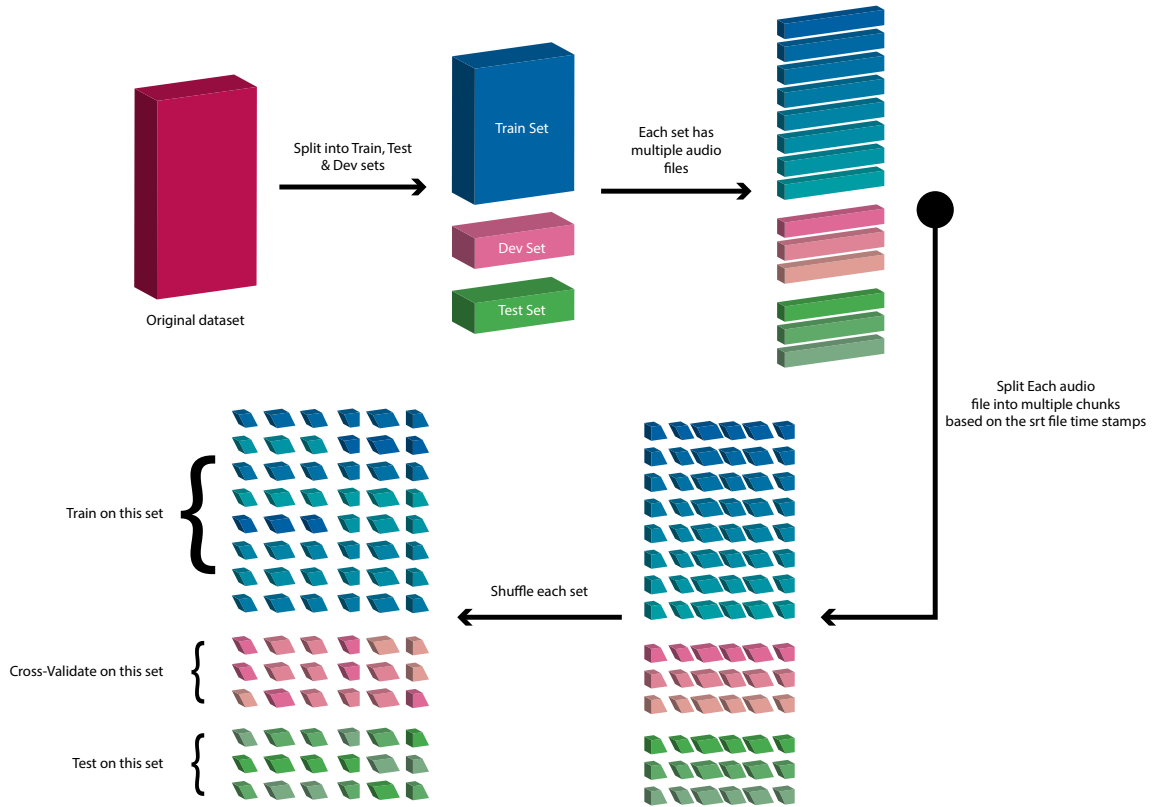 Original dataset
Split into Train, Test
& Dev sets
Train Set
Dev Set
Test Set
Each set has
multiple audio
files
Split Each audio
file into multiple chunks
based on the srt file time stamps
Shuffle each set
Train on this set
Cross-Validate on this set
Test on this set